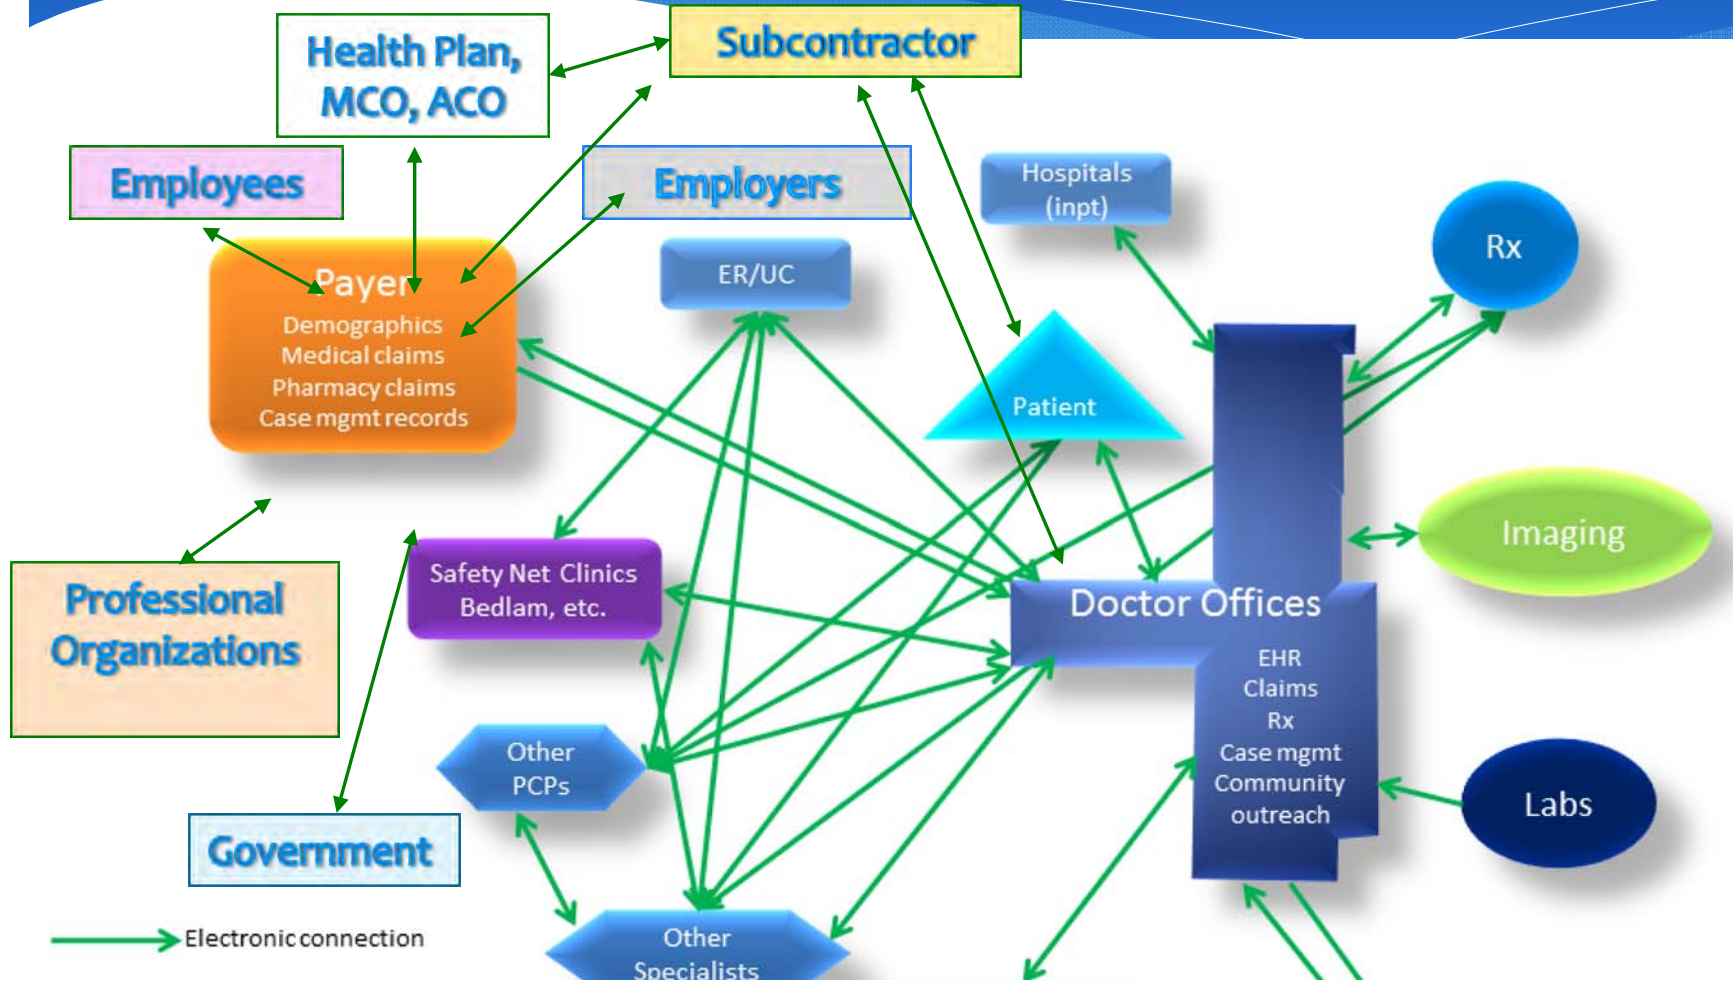 Health Plan,
MCO, ACO
Subcontractor
Employees
Employers
Hospitals
(inpt)
Rx
Payer
Demographics
Medical claims
Pharmacy claims
Case mgmt records
ER/UC
Patient
Imaging
Safety Net Clinics
Bedlam, etc.
Professional
Organizations
Doctor Offices
EHR
Claims
Rx
Case mgmt
Community
outreach
Other
PCPs
Labs
Government
Electronic connection
Other
Specialists